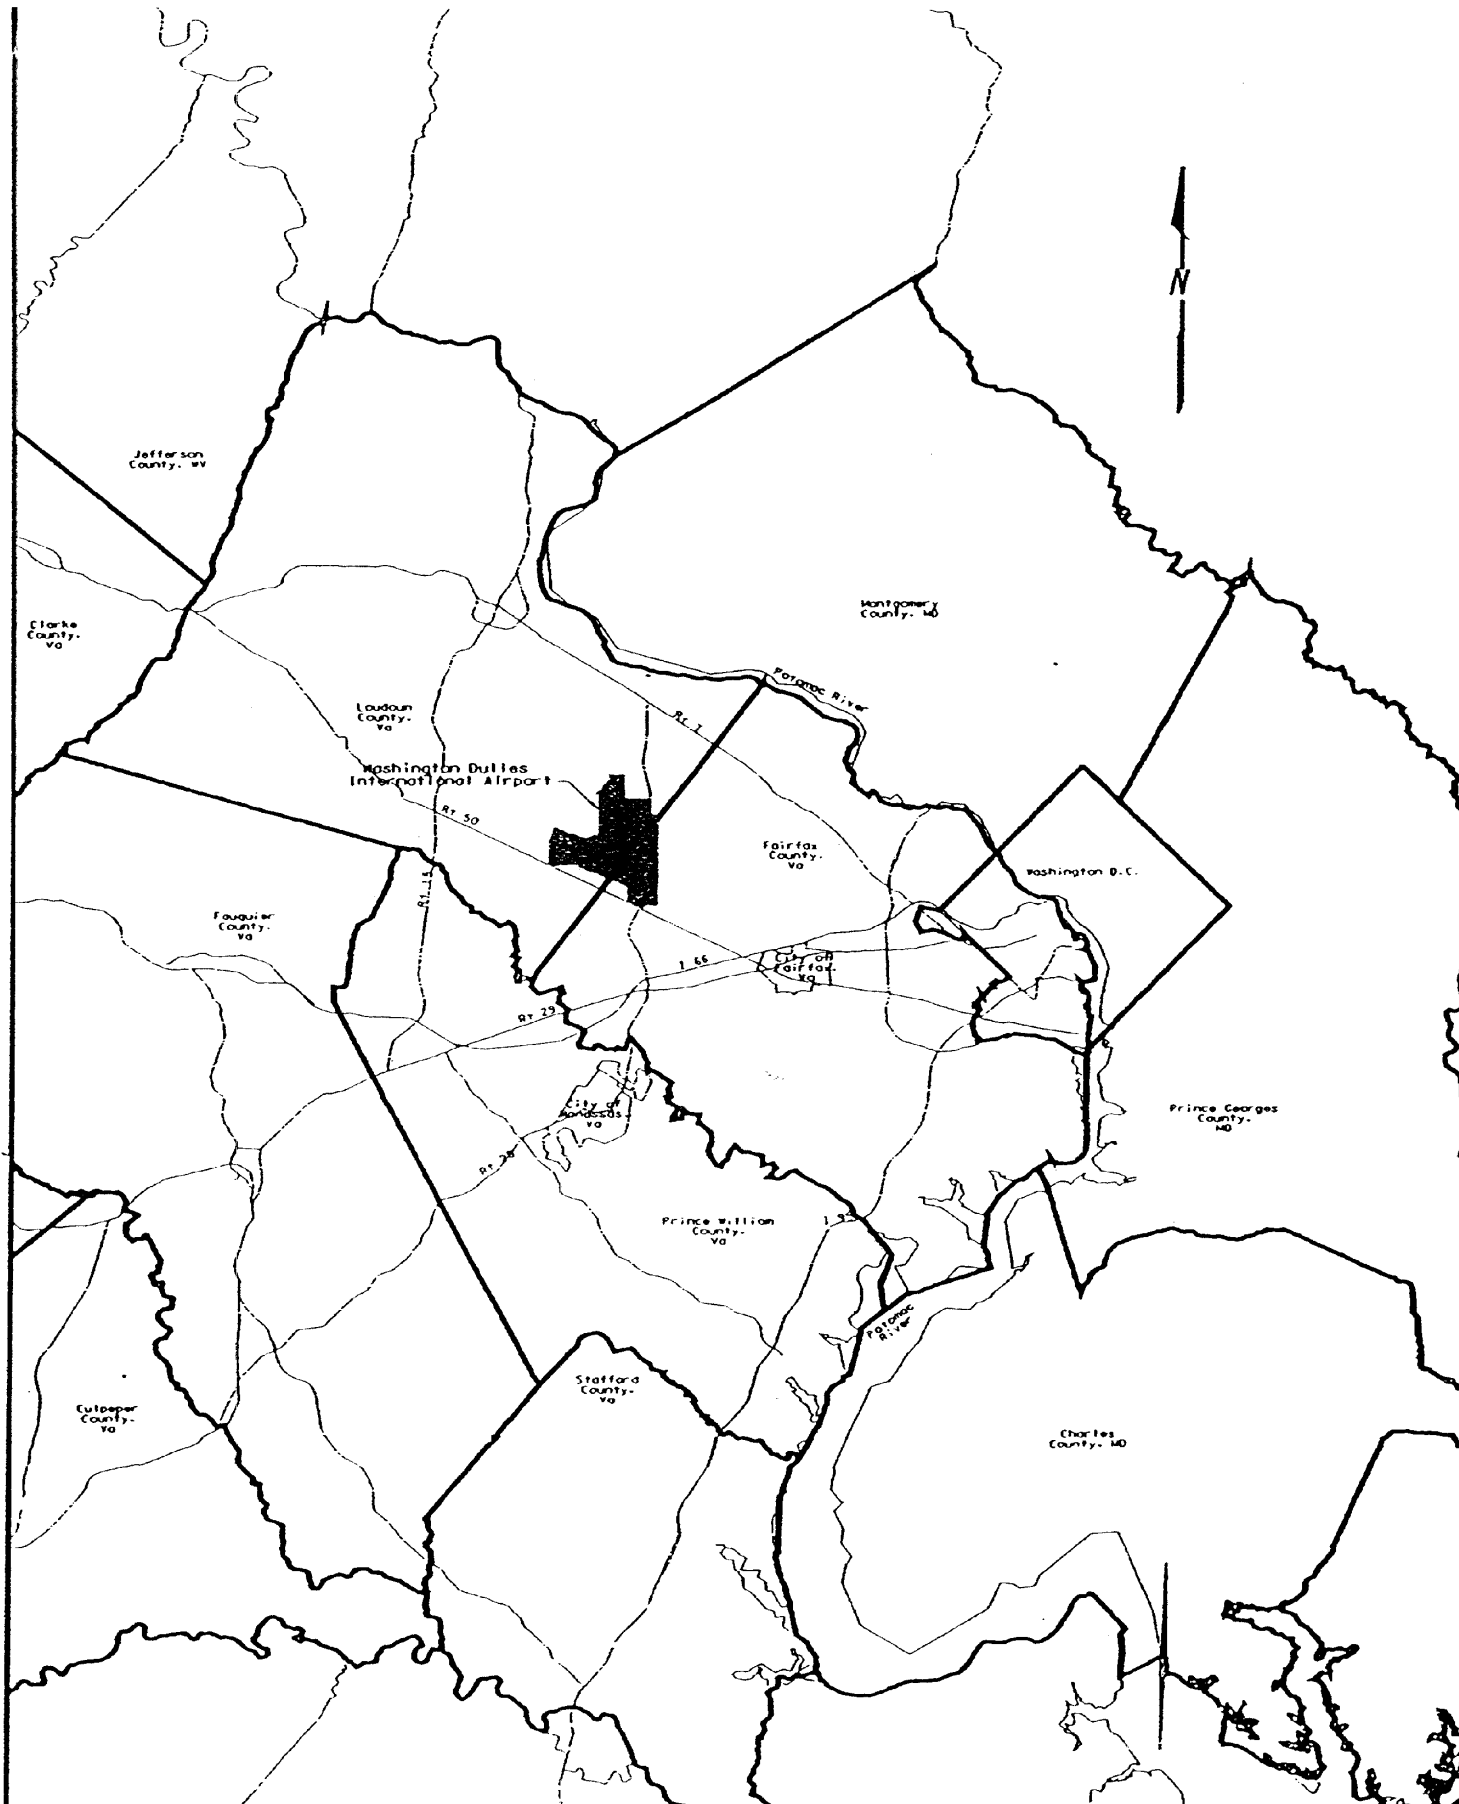 N
Jefferson
County, WV
Montgomery
County, MD
Clarke
County,
Va
Potomac River
Loudoun
County,
Va
Rt 7
Washington Dulles
International Airport
Rt 50
Fairfax
County,
Va
Washington D.C.
Rt 15
Fauquier
County,
Va
City of
Fairfax,
Va
I 66
Rt 29
City of
Manassas,
Va
Prince Georges
County,
MD
Rt 28
Prince William
County,
Va
I 95
Potomac
River
Stafford
County,
Va
Culpeper
County,
Va
Charles
County, MD